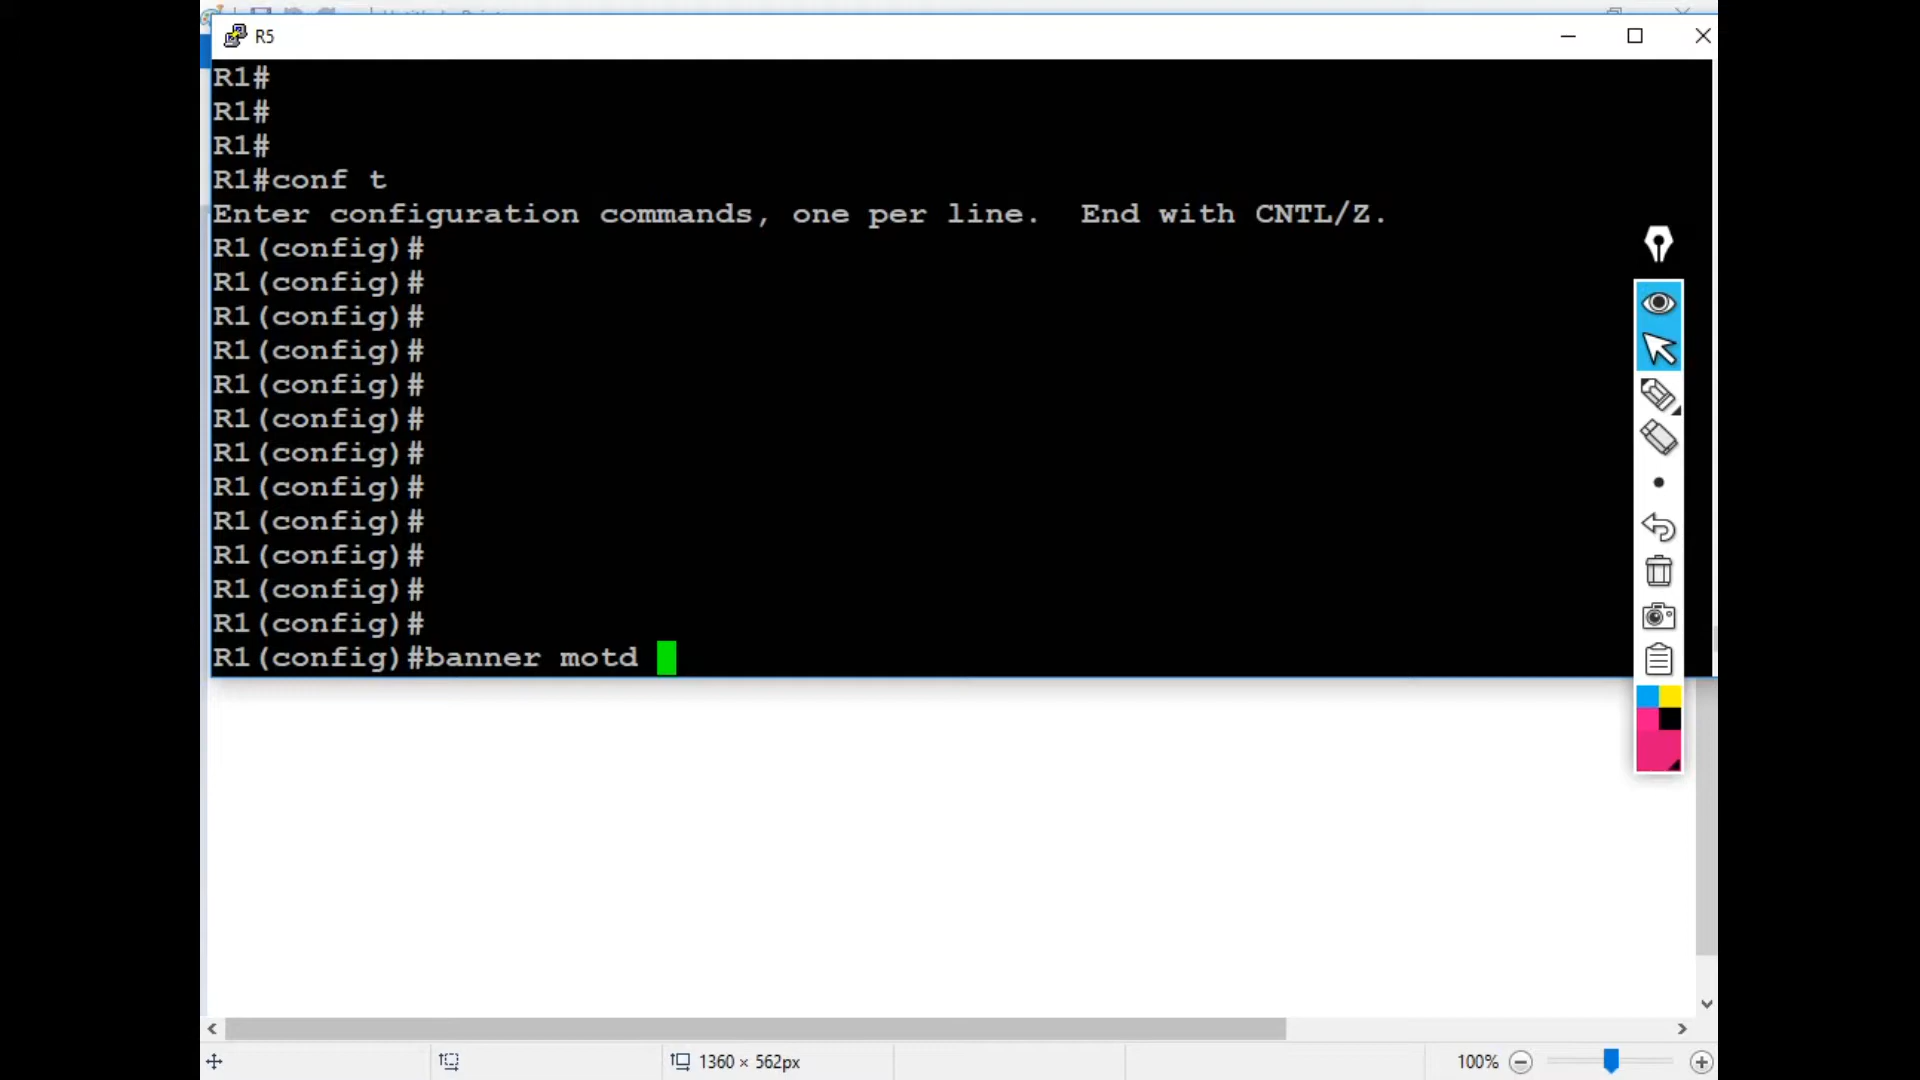 R5
R1#
R1#
R1#
R1#conf t
Enter configuration commands, one per line.  End with CNTL/Z.
R1(config)#
R1(config)#
R1(config)#
R1(config)#
R1(config)#
R1(config)#
R1(config)#
R1(config)#
R1(config)#
R1(config)#
R1(config)#
R1(config)#
R1(config)#banner motd
1360 × 562px
100%